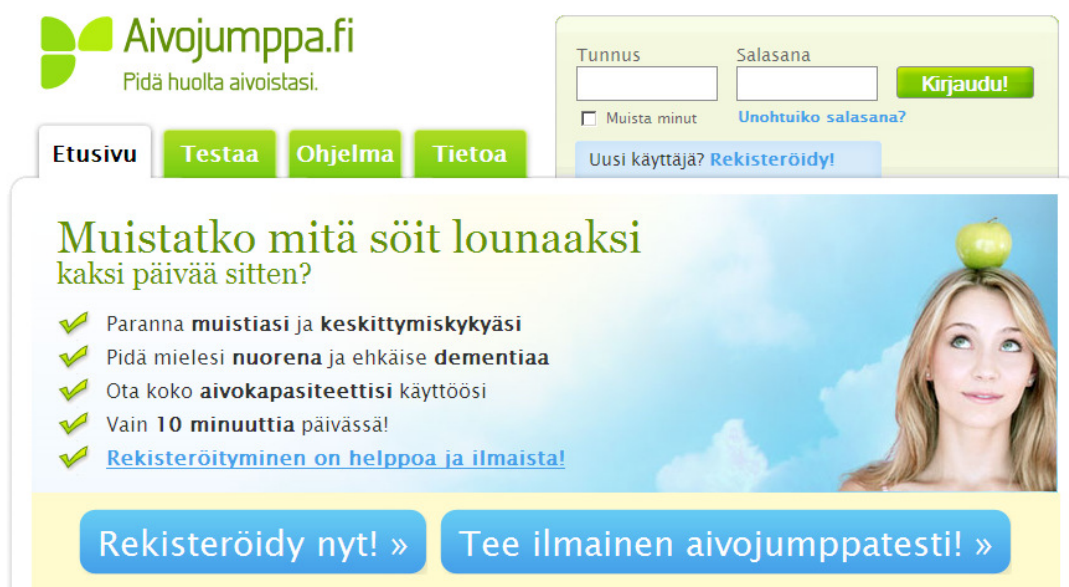 Aivojumppa.fi
Pidä huolta aivoistasi.
Tunnus Salasana
Kirjaudu!
Muista minut Unohtuiko salasana?
Uusi käyttäjä? Rekisteröidy!
Etusivu Testaa Ohjelma Tietoa
Muistatko mitä söit lounaaksi
kaksi päivää sitten?
Paranna muistiasi ja keskittymiskykyäsi
Pidä mielesi nuorena ja ehkäise dementiaa
Ota koko aivokapasiteettisi käyttöösi
Vain 10 minuuttia päivässä!
Rekisteröityminen on helppoa ja ilmaista!
Rekisteröidy nyt! » Tee ilmainen aivojumppatesti! »